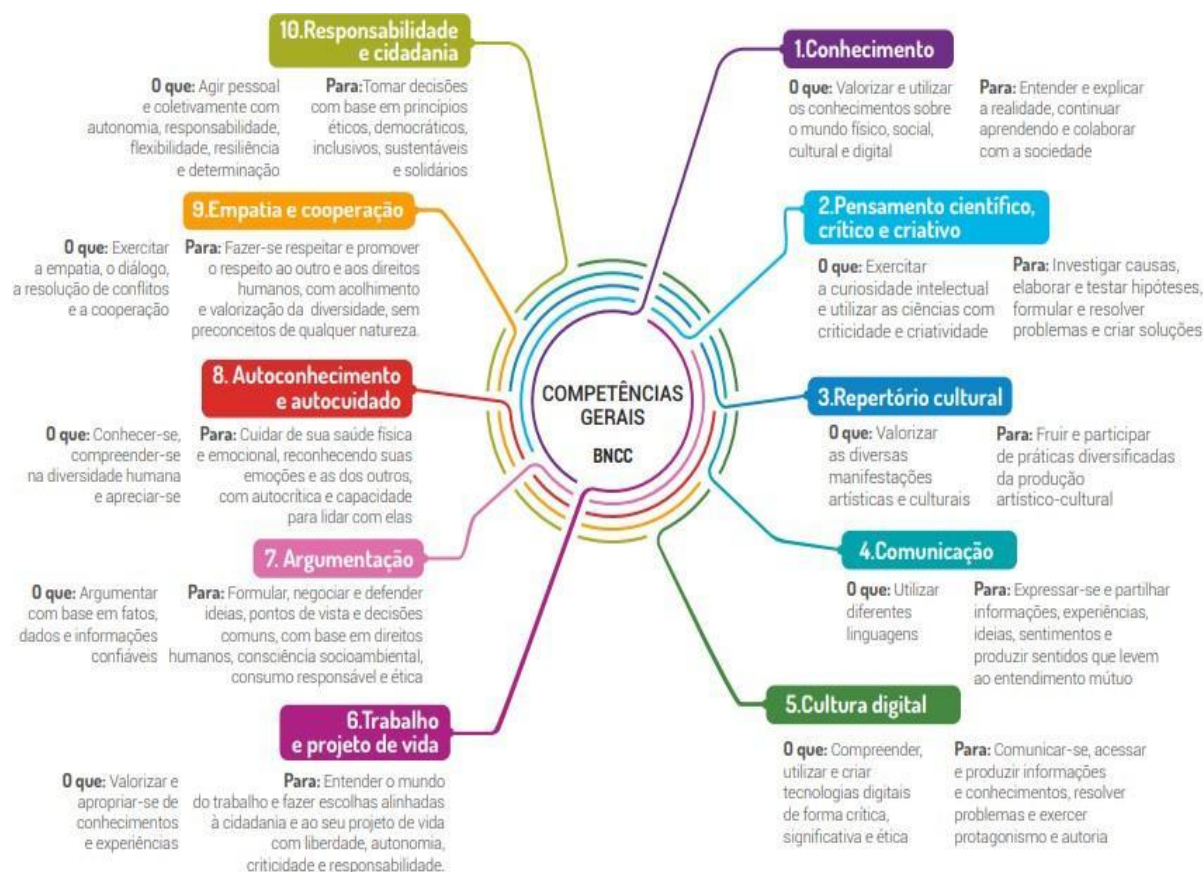 COMPETÊNCIAS
GERAIS
BNCC
1.Conhecimento
O que: Valorizar e utilizar
os conhecimentos sobre
o mundo físico, social,
cultural e digital
Para: Entender e explicar
a realidade, continuar
aprendendo e colaborar
com a sociedade
2.Pensamento científico,
crítico e criativo
O que: Exercitar
a curiosidade intelectual
e utilizar as ciências com
criticidade e criatividade
Para: Investigar causas,
elaborar e testar hipóteses,
formular e resolver
problemas e criar soluções
3.Repertório cultural
O que: Valorizar
as diversas
manifestações
artísticas e culturais
Para: Fruir e participar
de práticas diversificadas
da produção
artístico-cultural
4.Comunicação
O que: Utilizar
diferentes
linguagens
Para: Expressar-se e partilhar
informações, experiências,
ideias, sentimentos e
produzir sentidos que levem
ao entendimento mútuo
5.Cultura digital
O que: Compreender,
utilizar e criar
tecnologias digitais
de forma crítica,
significativa e ética
Para: Comunicar-se, acessar
e produzir informações
e conhecimentos, resolver
problemas e exercer
protagonismo e autoria
6.Trabalho
e projeto de vida
O que: Valorizar e
apropriar-se de
conhecimentos
e experiências
Para: Entender o mundo
do trabalho e fazer escolhas alinhadas
à cidadania e ao seu projeto de vida
com liberdade, autonomia,
criticidade e responsabilidade.
7. Argumentação
O que: Argumentar
com base em fatos,
dados e informações
confiáveis
Para: Formular, negociar e defender
ideias, pontos de vista e decisões
comuns, com base em direitos
humanos, consciência socioambiental,
consumo responsável e ética
8. Autoconhecimento
e autocuidado
O que: Conhecer-se,
compreender-se
na diversidade humana
e apreciar-se
Para: Cuidar de sua saúde física
e emocional, reconhecendo suas
emoções e as dos outros,
com autocrítica e capacidade
para lidar com elas
9.Empatia e cooperação
O que: Exercitar
a empatia, o diálogo,
a resolução de conflitos
e a cooperação
Para: Fazer-se respeitar e promover
o respeito ao outro e aos direitos
humanos, com acolhimento
e valorização da diversidade, sem
preconceitos de qualquer natureza.
10.Responsabilidade
e cidadania
O que: Agir pessoal
e coletivamente com
autonomia, responsabilidade,
flexibilidade, resiliência
e determinação
Para:Tomar decisões
com base em princípios
éticos, democráticos,
inclusivos, sustentáveis
e solidários